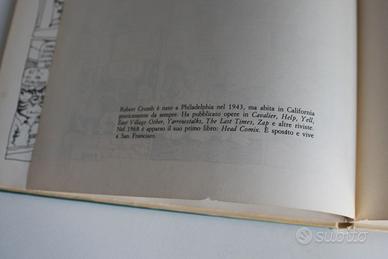 Robert Crumb è nato a Philadelphia nel 1943, ma abita in California
praticamente da sempre. Ha pubblicato opere in Cavalier, Help, Yell,
East Village Other, Yarrowstalks, The Last Times, Zap e altre riviste.
Nel 1968 è apparso il suo primo libro: Head Comix. È sposato e vive
a San Francisco.
subito